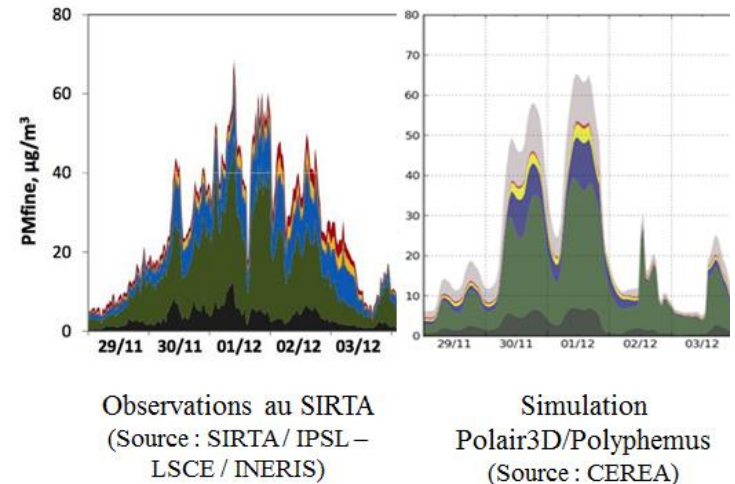 80
60
40
20
0
PMfine, µg/m³
29/11 30/11 01/12 02/12 03/12
80
70
60
50
40
30
20
10
0
29/11 30/11 01/12 02/12 03/12
Observations au SIRTA
(Source : SIRTA / IPSL –
LSCE / INERIS)
Simulation
Polair3D/Polyphemus
(Source : CEREA)